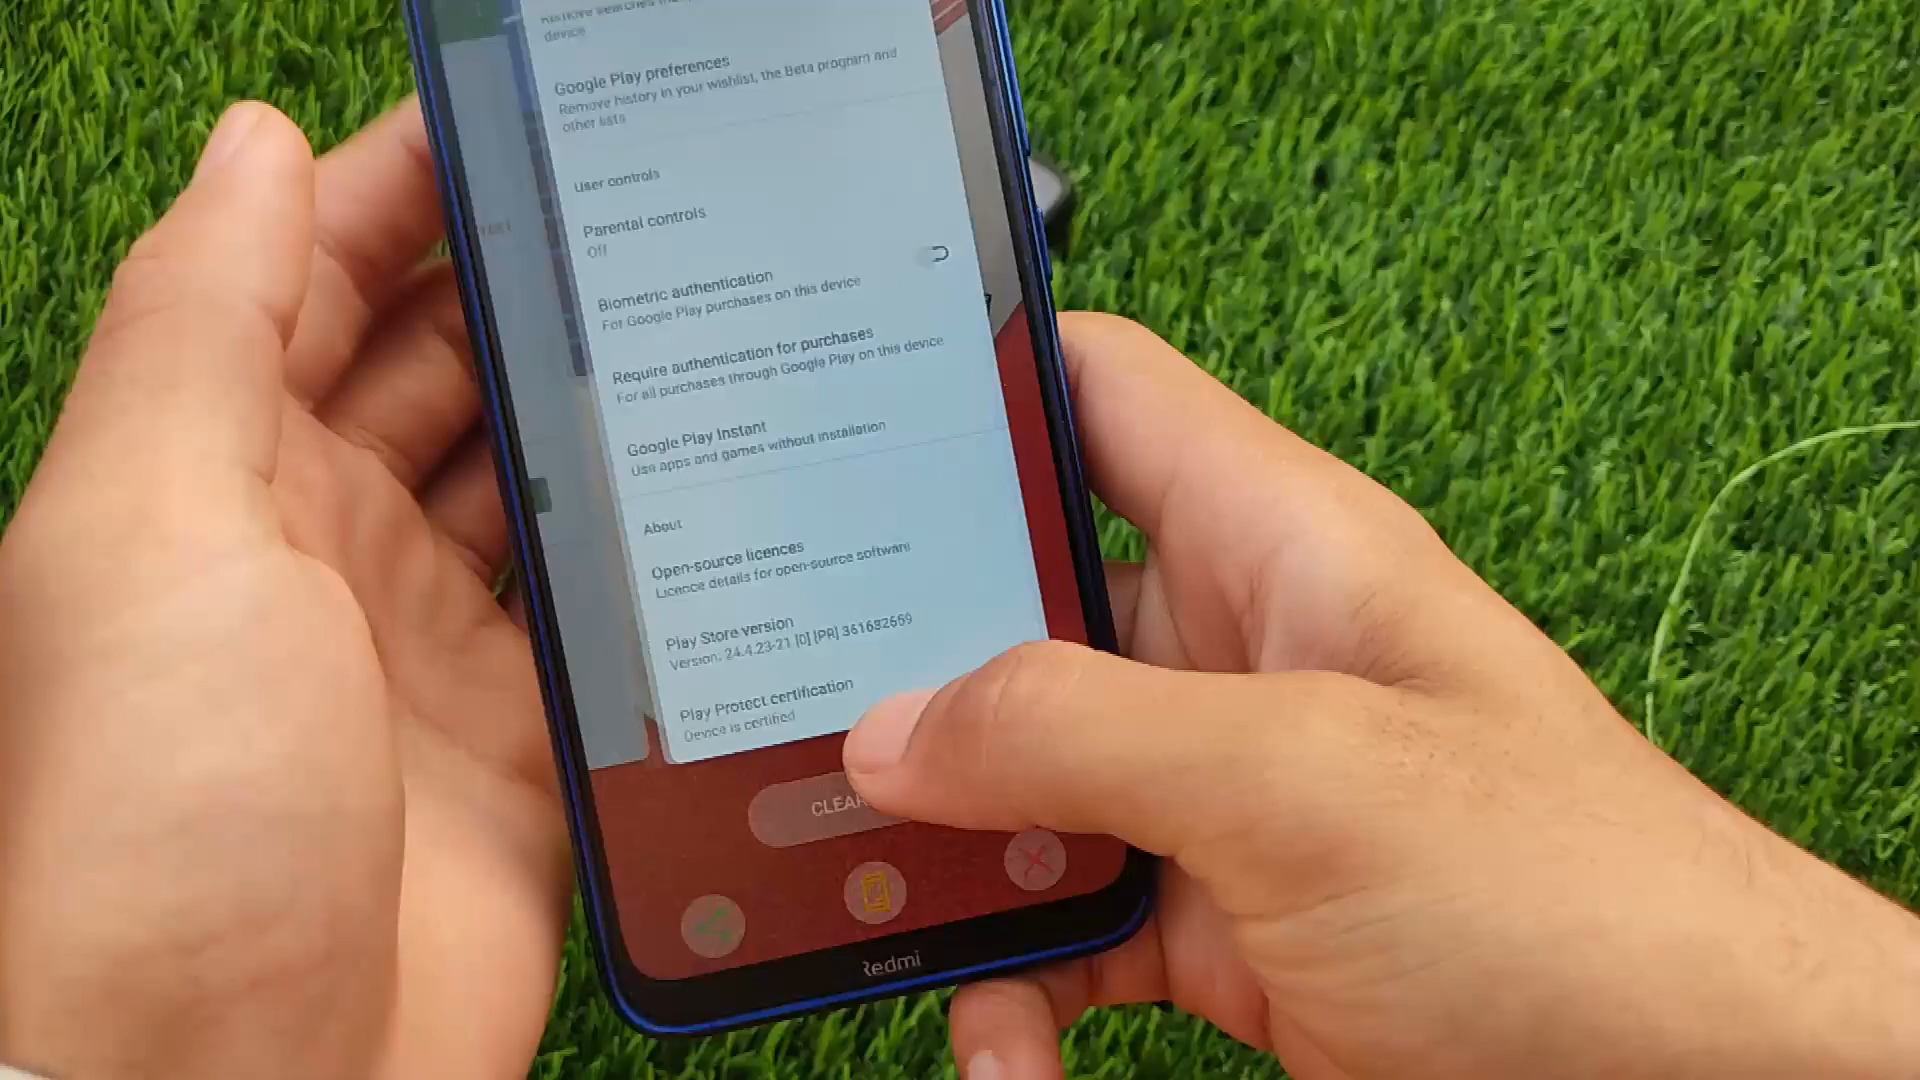 Remove searches
device
Google Play preferences
Remove history in your wishlist, the Beta program and
other lists
User controls
Parental controls
Off
Biometric authentication
For Google Play purchases on this device
Require authentication for purchases
For all purchases through Google Play on this device
Google Play Instant
Use apps and games without installation
About
Open-source licences
Licence details for open-source software
Play Store version
Version: 24.4.23-21 [0] [PR] 361682659
Play Protect certification
Device is certified
CLEAR
Redmi